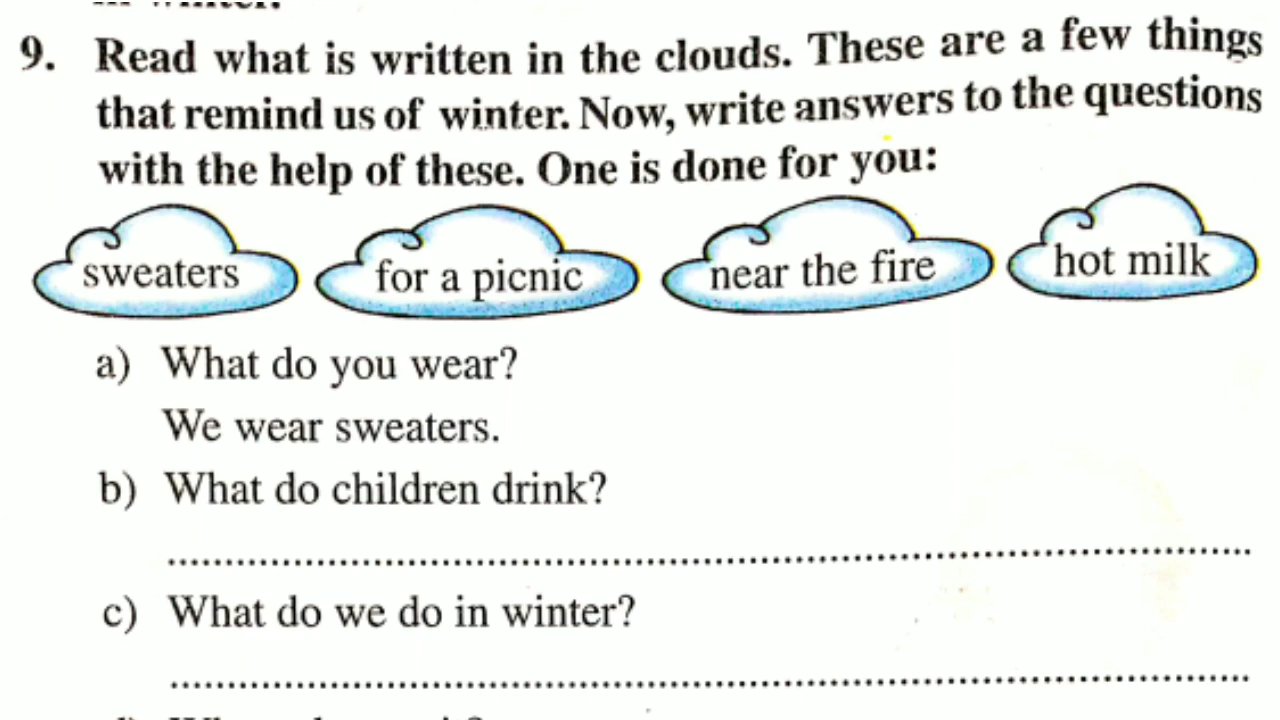 9. Read what is written in the clouds. These are a few things
that remind us of winter. Now, write answers to the questions
with the help of these. One is done for you:
sweaters for a picnic near the fire hot milk
a) What do you wear?
We wear sweaters.
b) What do children drink?
c) What do we do in winter?